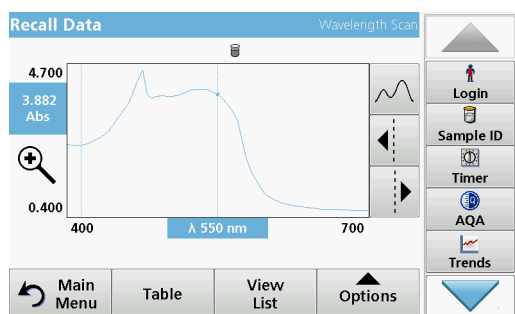 Recall Data
Wavelength Scan
4.700
3.882
Abs
0.400
400
λ 550 nm
700
Main
Menu
Table
View
List
Options
Login
Sample ID
Timer
AQA
Trends